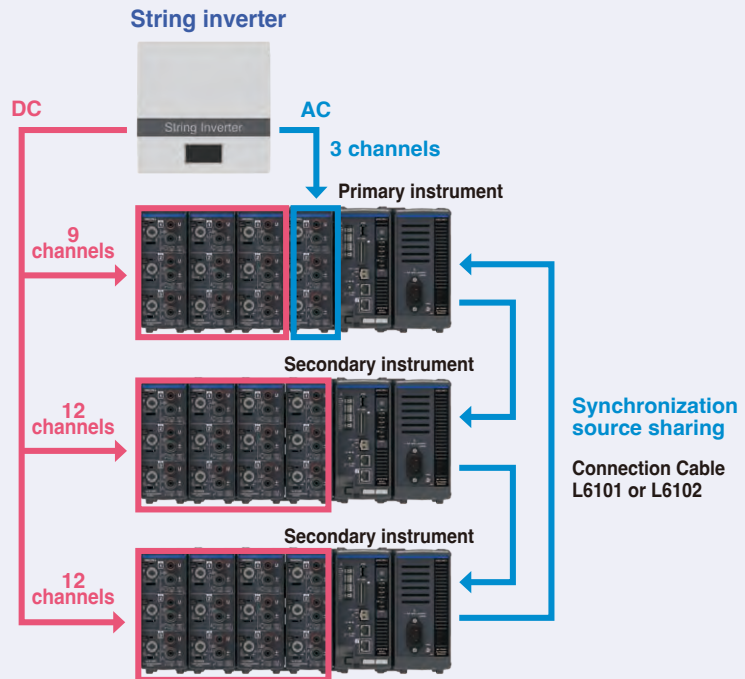 String inverter
DC
AC
String Inverter
3 channels
Primary instrument
9
channels
Secondary instrument
12
channels
Synchronization
source sharing
Connection Cable
L6101 or L6102
Secondary instrument
12
channels